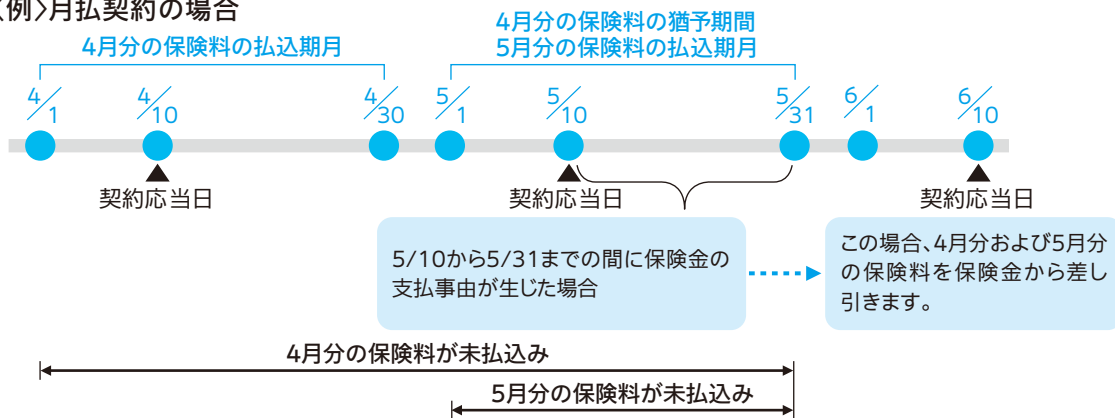 〈例〉月払契約の場合
4月分の保険料の払込期月
4月分の保険料の猶予期間
5月分の保険料の払込期月
4/1
4/10
4/30
5/1
5/10
5/31
6/1
6/10
契約応当日
契約応当日
契約応当日
5/10から5/31までの間に保険金の
支払事由が生じた場合
この場合、4月分および5月分
の保険料を保険金から差し
引きます。
4月分の保険料が未払込み
5月分の保険料が未払込み